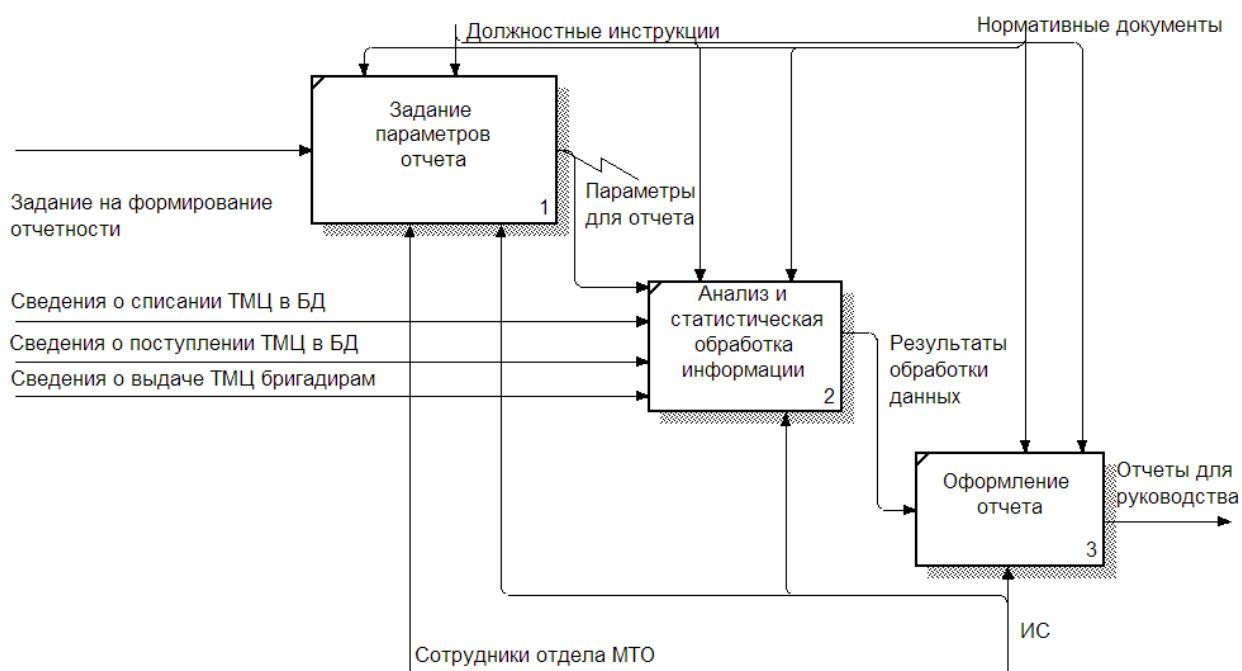 Должностные инструкции
Нормативные документы
Задание
параметров
отчета
1
Задание на формирование
отчетности
Параметры
для отчета
Сведения о списании ТМЦ в БД
Сведения о поступлении ТМЦ в БД
Сведения о выдаче ТМЦ бригадирам
Анализ и
статистическая
обработка
информации
2
Результаты
обработки
данных
Оформление
отчета
3
Отчеты для
руководства
ИС
Сотрудники отдела МТО